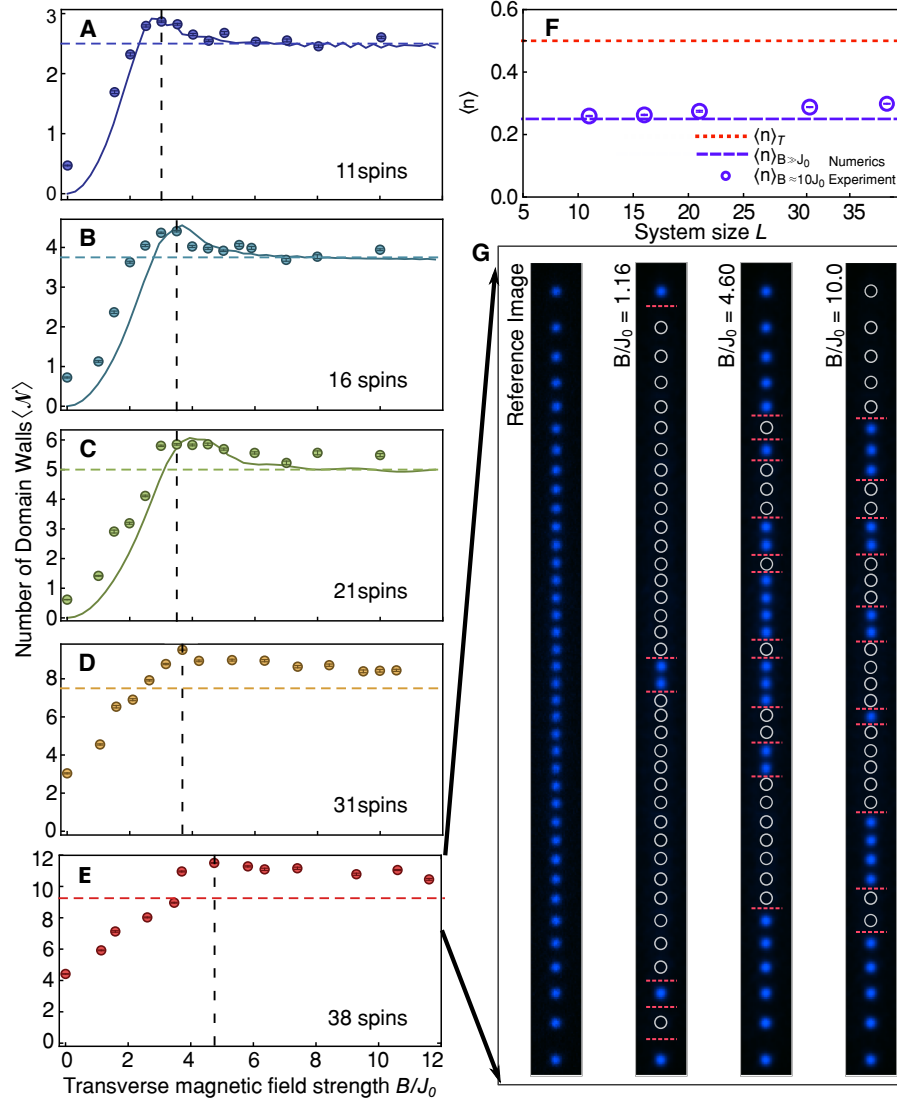 Number of Domain Walls⟨𝒩⟩
A
3
2
1
0
11spins
B
4
3
2
1
0
16 spins
C
6
5
4
3
2
1
0
21spins
D
8
6
4
2
0
31spins
E
12
10
8
6
4
2
0
38 spins
0 2 4 6 8 10 12
Transverse magnetic field strength B/J₀
F
⟨n⟩
0.6
0.4
0.2
0.0
⟨n⟩T
⟨n⟩B≫J₀ Numerics
⟨n⟩B≈10J₀ Experiment
5 10 15 20 25 30 35
System size L
G
Reference Image
B/J₀ = 1.16
B/J₀ = 4.60
B/J₀ = 10.0